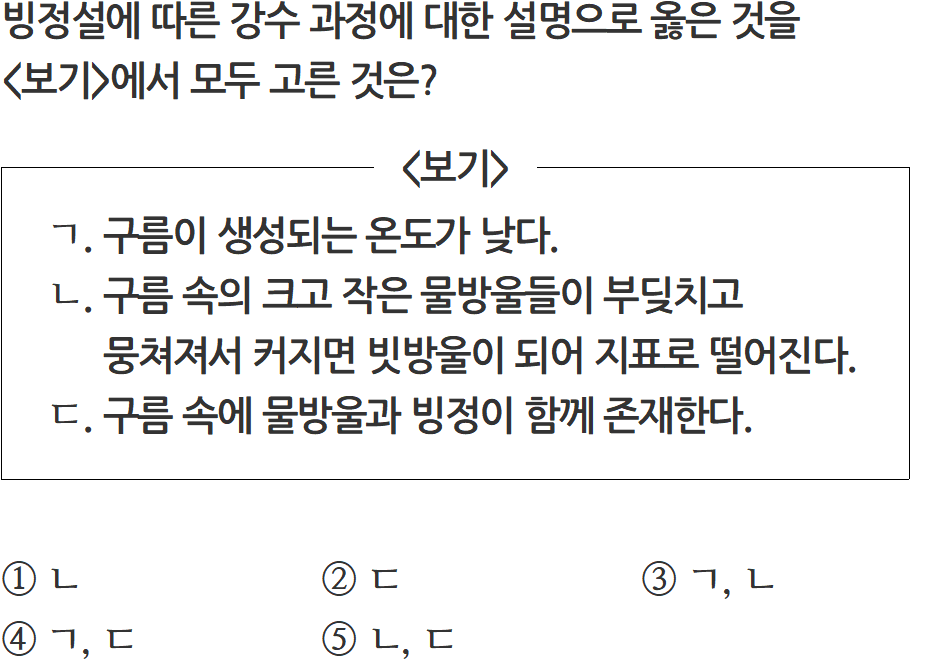 빙정설에 따른 강수 과정에 대한 설명으로 옳은 것을
<보기>에서 모두 고른 것은?
<보기>
ㄱ. 구름이 생성되는 온도가 낮다.
ㄴ. 구름 속의 크고 작은 물방울들이 부딪치고
뭉쳐져서 커지면 빗방울이 되어 지표로 떨어진다.
ㄷ. 구름 속에 물방울과 빙정이 함께 존재한다.
① ㄴ ② ㄷ ③ ㄱ, ㄴ
④ ㄱ, ㄷ ⑤ ㄴ, ㄷ